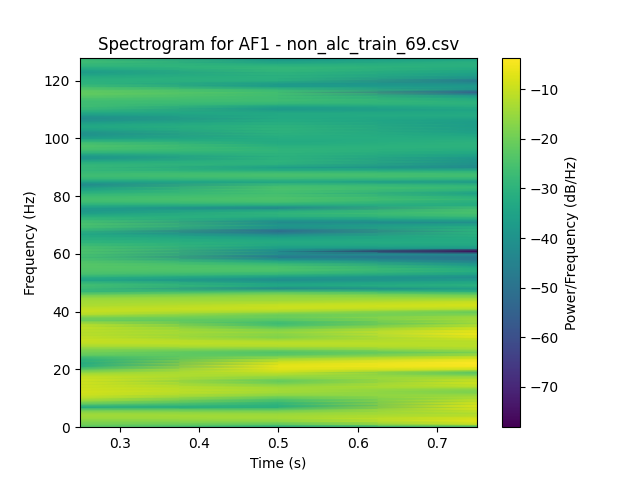 Spectrogram for AF1 - non_alc_train_69.csv
120
100
80
60
40
20
0
Frequency (Hz)
0.3 0.4 0.5 0.6 0.7
Time (s)
−10
−20
−30
−40
−50
−60
−70
Power/Frequency (dB/Hz)